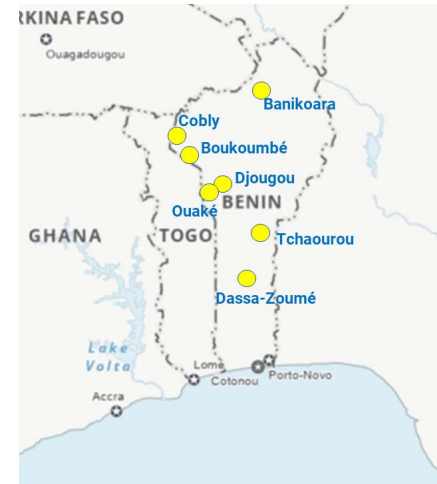 RKINA FASO
Ouagadougou
Banikoara
Cobly
Boukoumbé
Djougou
Ouaké
BENIN
GHANA
TOGO
Tchaourou
Dassa-Zoumé
Lake
Volta
Lomé
Cotonou
Porto-Novo
Accra